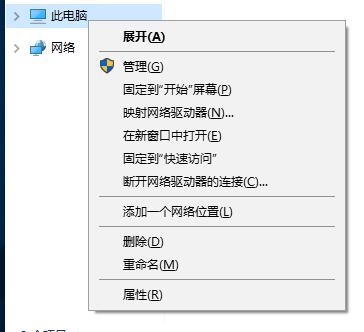 此电脑
网络
展开(A)
管理(G)
固定到"开始"屏幕(P)
映射网络驱动器(N)...
在新窗口中打开(E)
固定到"快速访问"
断开网络驱动器的连接(C)...
添加一个网络位置(L)
删除(D)
重命名(M)
属性(R)